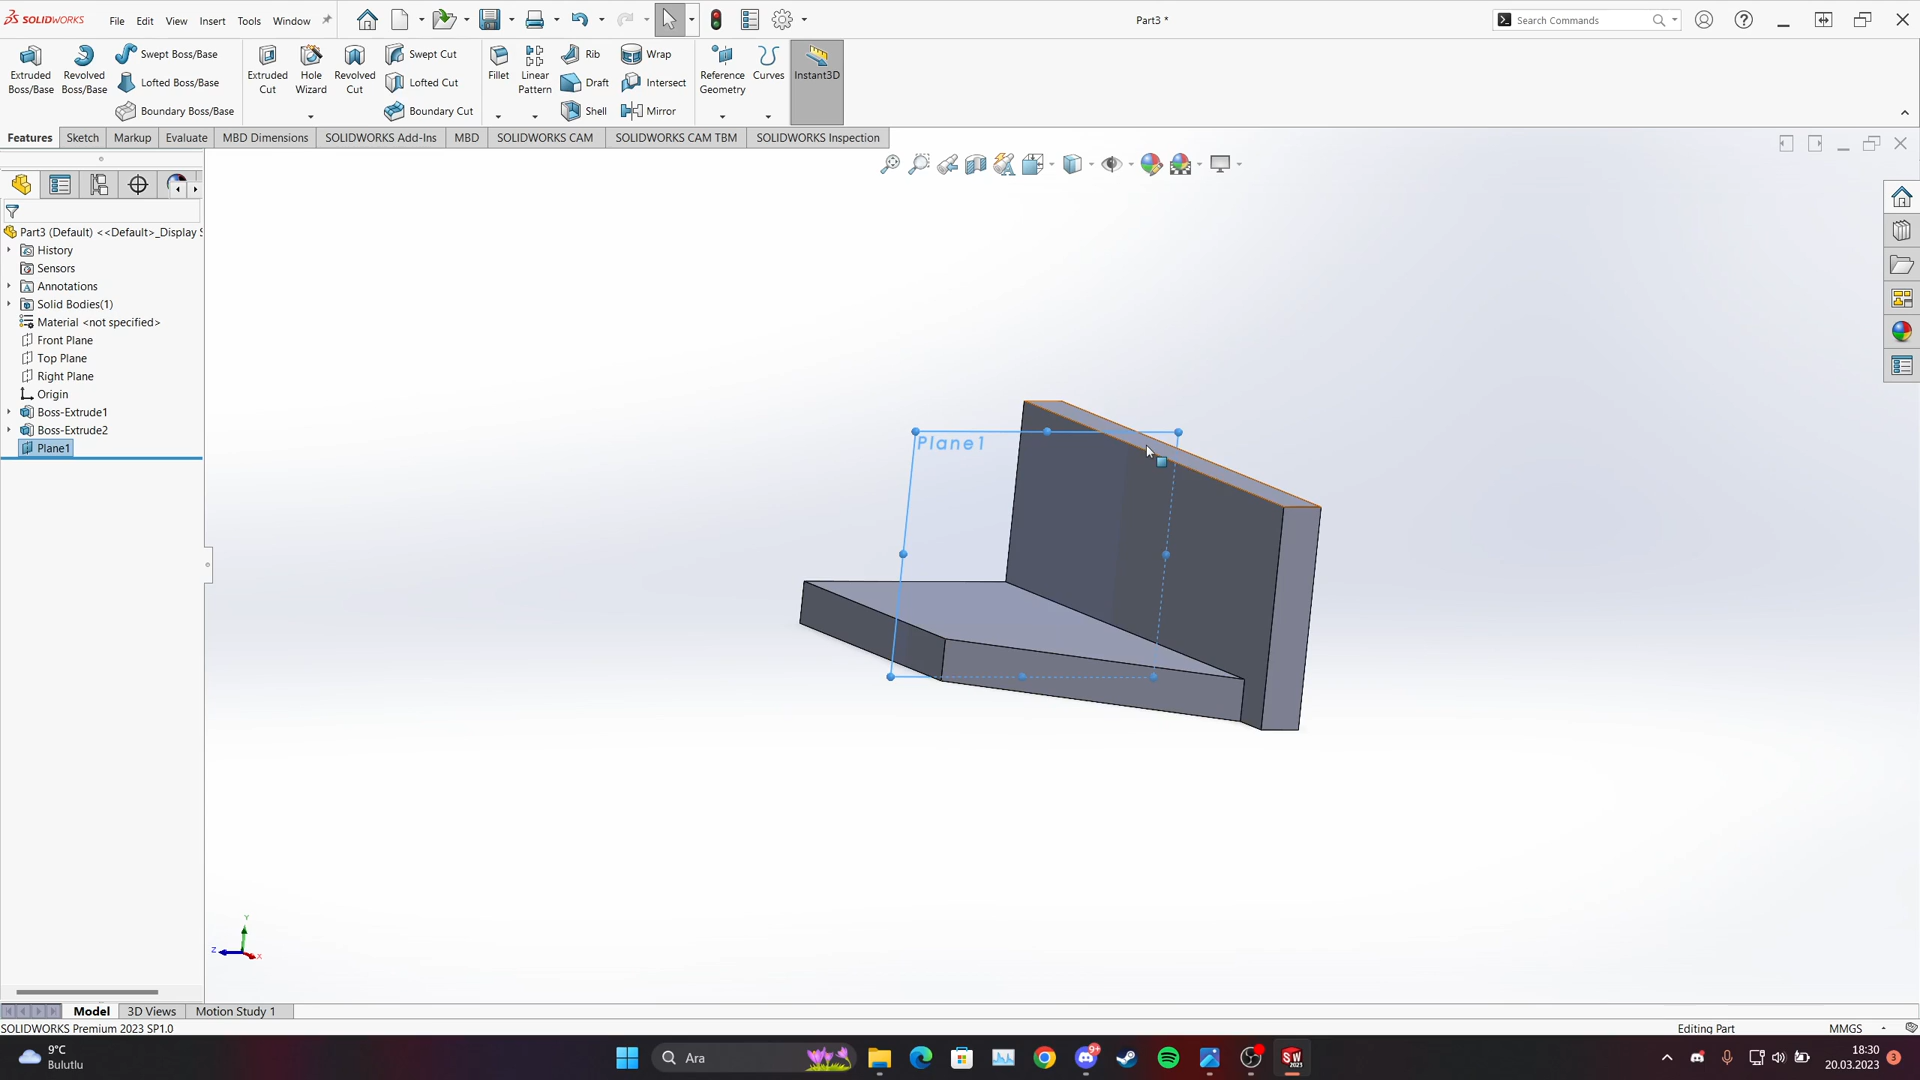 SOLIDWORKS File Edit View Insert Tools Window Part3 * Search Commands
Extruded Boss/Base
Revolved Boss/Base
Swept Boss/Base
Lofted Boss/Base
Boundary Boss/Base
Extruded Cut
Hole Wizard
Revolved Cut
Swept Cut
Lofted Cut
Boundary Cut
Fillet
Linear Pattern
Rib
Draft
Shell
Wrap
Intersect
Mirror
Reference Geometry
Curves
Instant3D
Features Sketch Markup Evaluate MBD Dimensions SOLIDWORKS Add-Ins MBD SOLIDWORKS CAM SOLIDWORKS CAM TBM SOLIDWORKS Inspection
Part3 (Default) <<Default>_Display S
History
Sensors
Annotations
Solid Bodies(1)
Material <not specified>
Front Plane
Top Plane
Right Plane
Origin
Boss-Extrude1
Boss-Extrude2
Plane1
Plane1
Y
Z
X
Model 3D Views Motion Study 1
SOLIDWORKS Premium 2023 SP1.0 Editing Part MMGS
9°C
Bulutlu
Ara
9+
SW
2023
18:30
20.03.2023
3